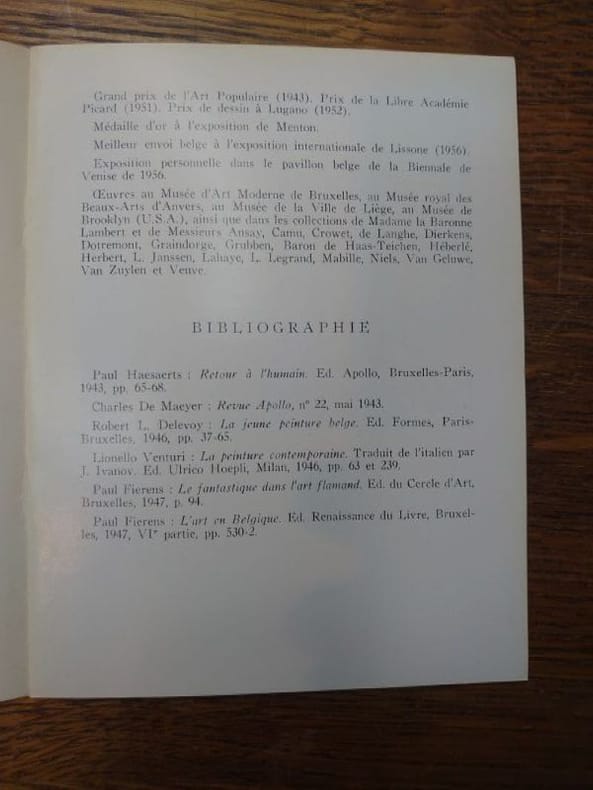 Grand prix de l'Art Populaire (1943). Prix de la Libre Académie
Picard (1951). Prix de dessin à Lugano (1952).
Médaille d'or à l'exposition de Menton.
Meilleur envoi belge à l'exposition internationale de Lissone (1956).
Exposition personnelle dans le pavillon belge de la Biennale de
Venise de 1956.
Œuvres au Musée d'Art Moderne de Bruxelles, au Musée royal des
Beaux-Arts d'Anvers, au Musée de la Ville de Liège, au Musée de
Brooklyn (U.S.A.), ainsi que dans les collections de Madame la Baronne
Lambert et de Messieurs Ansay, Camu, Crowet, de Langhe, Dierkens,
Dotremont, Graindorge, Grubben, Baron de Haas-Teichen, Héberlé,
Herbert, L. Janssen, Lahaye, L. Legrand, Mabille, Niels, Van Geluwe,
Van Zuylen et Veuve.
BIBLIOGRAPHIE
Paul Haesaerts : Retour à l'humain. Ed. Apollo, Bruxelles-Paris,
1943, pp. 65-68.
Charles De Maeyer : Revue Apollo, n° 22, mai 1943.
Robert L. Delevoy : La jeune peinture belge. Ed. Formes, Paris-
Bruxelles, 1946, pp. 37-65.
Lionello Venturi : La peinture contemporaine. Traduit de l'italien par
J. Ivanov. Ed. Ulrico Hoepli, Milan, 1946, pp. 63 et 239.
Paul Fierens : Le fantastique dans l'art flamand. Ed. du Cercle d'Art,
Bruxelles, 1947, p. 94.
Paul Fierens : L'art en Belgique. Ed. Renaissance du Livre, Bruxel-
les, 1947, VIe partie, pp. 530-2.